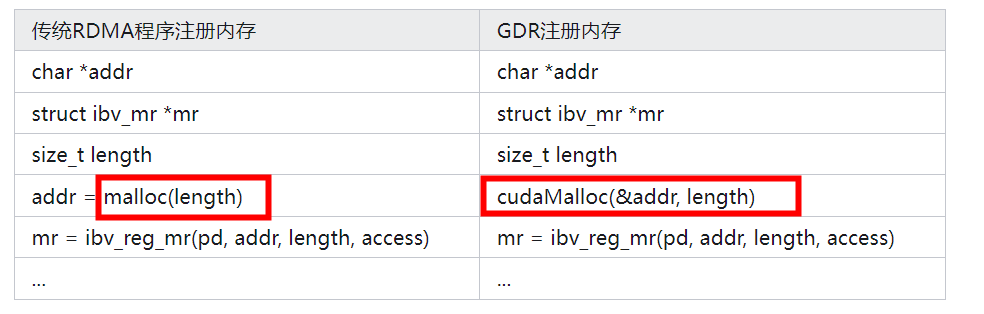 传统RDMA程序注册内存 GDR注册内存
char *addr char *addr
struct ibv_mr *mr struct ibv_mr *mr
size_t length size_t length
addr = malloc(length) cudaMalloc(&addr, length)
mr = ibv_reg_mr(pd, addr, length, access) mr = ibv_reg_mr(pd, addr, length, access)
... ...